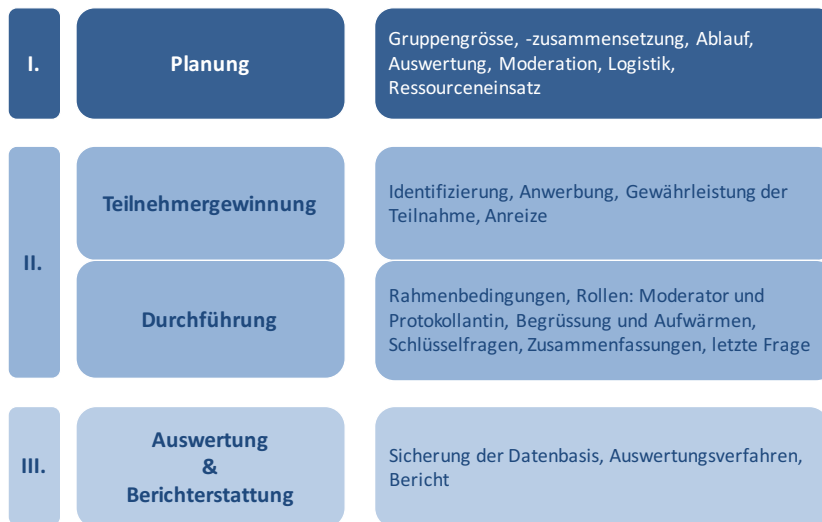 I.
Planung
Gruppengrösse, -zusammensetzung, Ablauf,
Auswertung, Moderation, Logistik,
Ressourceneinsatz
II.
Teilnehmergewinnung
Identifizierung, Anwerbung, Gewährleistung der
Teilnahme, Anreize
Durchführung
Rahmenbedingungen, Rollen: Moderator und
Protokollantin, Begrüssung und Aufwärmen,
Schlüsselfragen, Zusammenfassungen, letzte Frage
III.
Auswertung
&
Berichterstattung
Sicherung der Datenbasis, Auswertungsverfahren,
Bericht